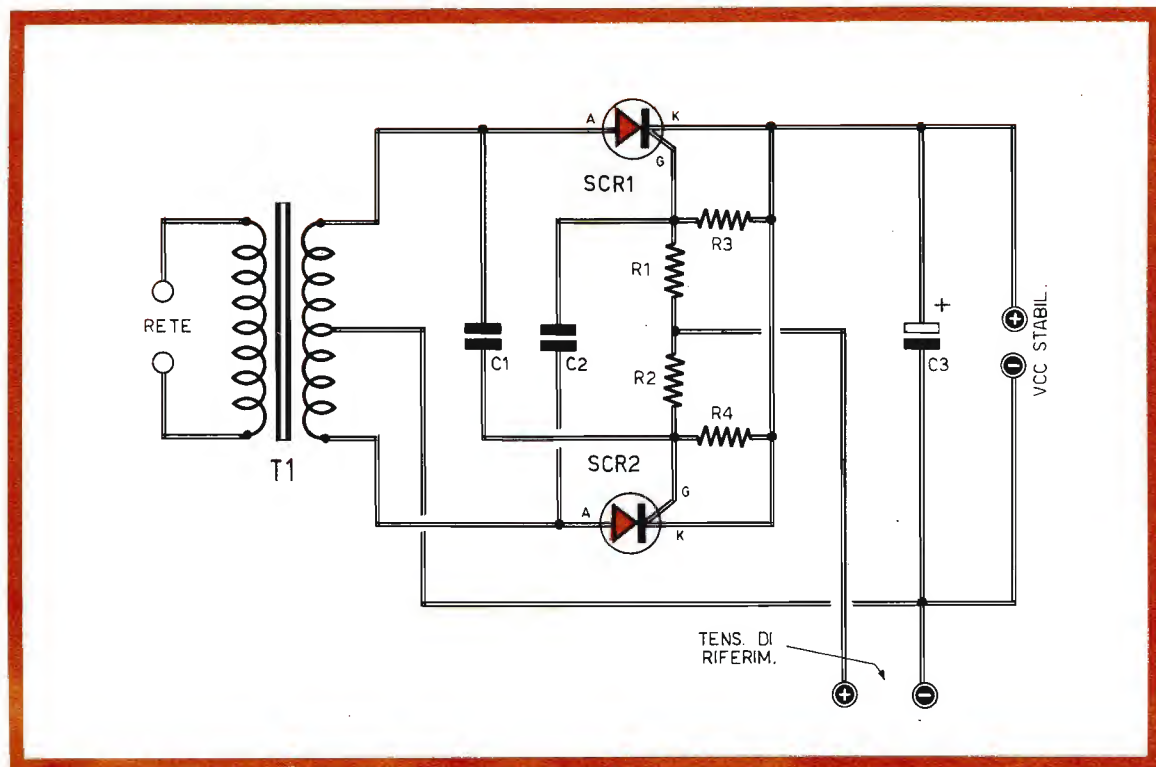 A
K
G
SCR1
R3
R1
RETE
C1
C2
+
C3
+
-
VCC STABIL.
R2
R4
T1
SCR2
G
A
K
TENS. DI
RIFERIM.
+
-